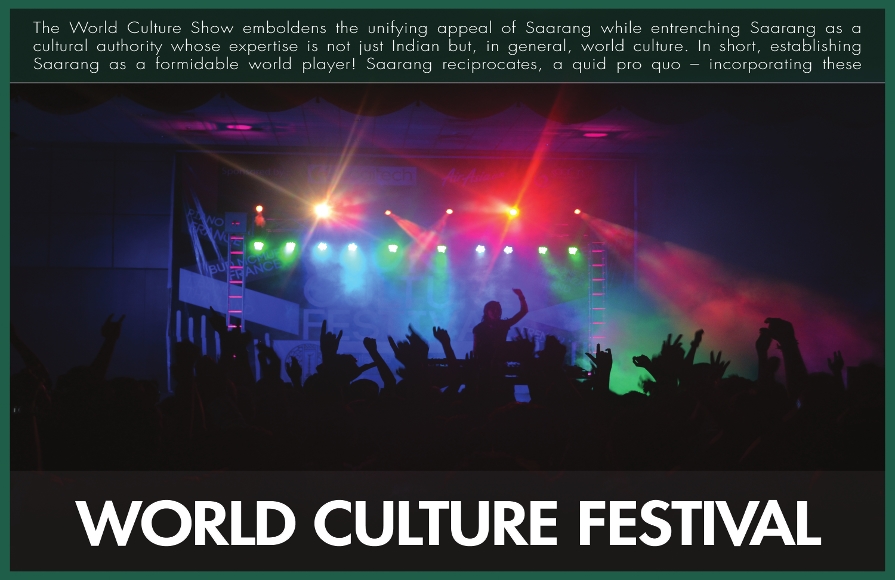 The World Culture Show emboldens the unifying appeal of Saarang while entrenching Saarang as a
cultural authority whose expertise is not just Indian but, in general, world culture. In short, establishing
Saarang as a formidable world player! Saarang reciprocates, a quid pro quo – incorporating these
FRANCE
WORLD CULTURE FESTIVAL